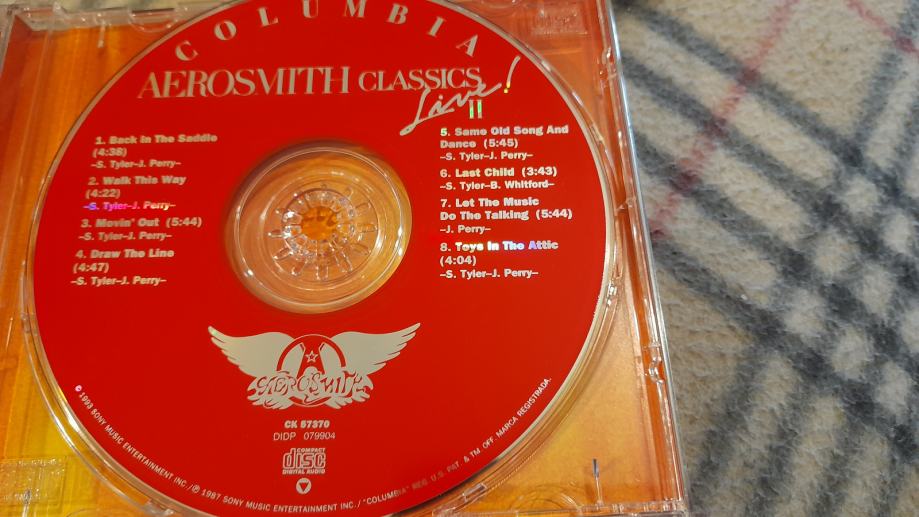 COLUMBIA
AEROSMITH CLASSICS
Live!
II
1. Back In The Saddle
(4:38)
–S. Tyler–J. Perry–
2. Walk This Way
(4:22)
–S. Tyler–J. Perry–
3. Movin' Out (5:44)
–S. Tyler–J. Perry–
4. Draw The Line
(4:47)
–S. Tyler–J. Perry–
5. Same Old Song And
Dance (5:45)
–S. Tyler–J. Perry–
6. Last Child (3:43)
–S. Tyler–B. Whitford–
7. Let The Music
Do The Talking (5:44)
–J. Perry–
8. Toys In The Attic
(4:04)
–S. Tyler–J. Perry–
AEROSMITH
CK 57370
DIDP 079904
COMPACT
disc
DIGITAL AUDIO
© 1993 SONY MUSIC ENTERTAINMENT INC./℗ 1987 SONY MUSIC ENTERTAINMENT INC./"COLUMBIA" REG. U.S. PAT. & TM. OFF. MARCA REGISTRADA.